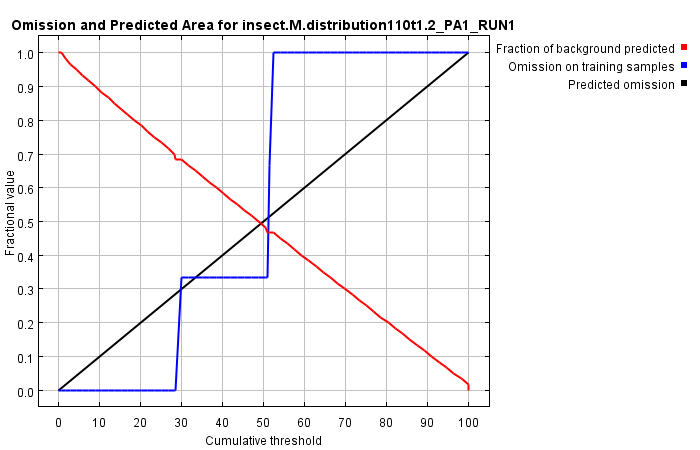 Omission and Predicted Area for insect.M.distribution110t1.2_PA1_RUN1
Fraction of background predicted
Omission on training samples
Predicted omission
1.0
0.9
0.8
0.7
0.6
0.5
0.4
0.3
0.2
0.1
0.0
Fractional value
0 10 20 30 40 50 60 70 80 90 100
Cumulative threshold